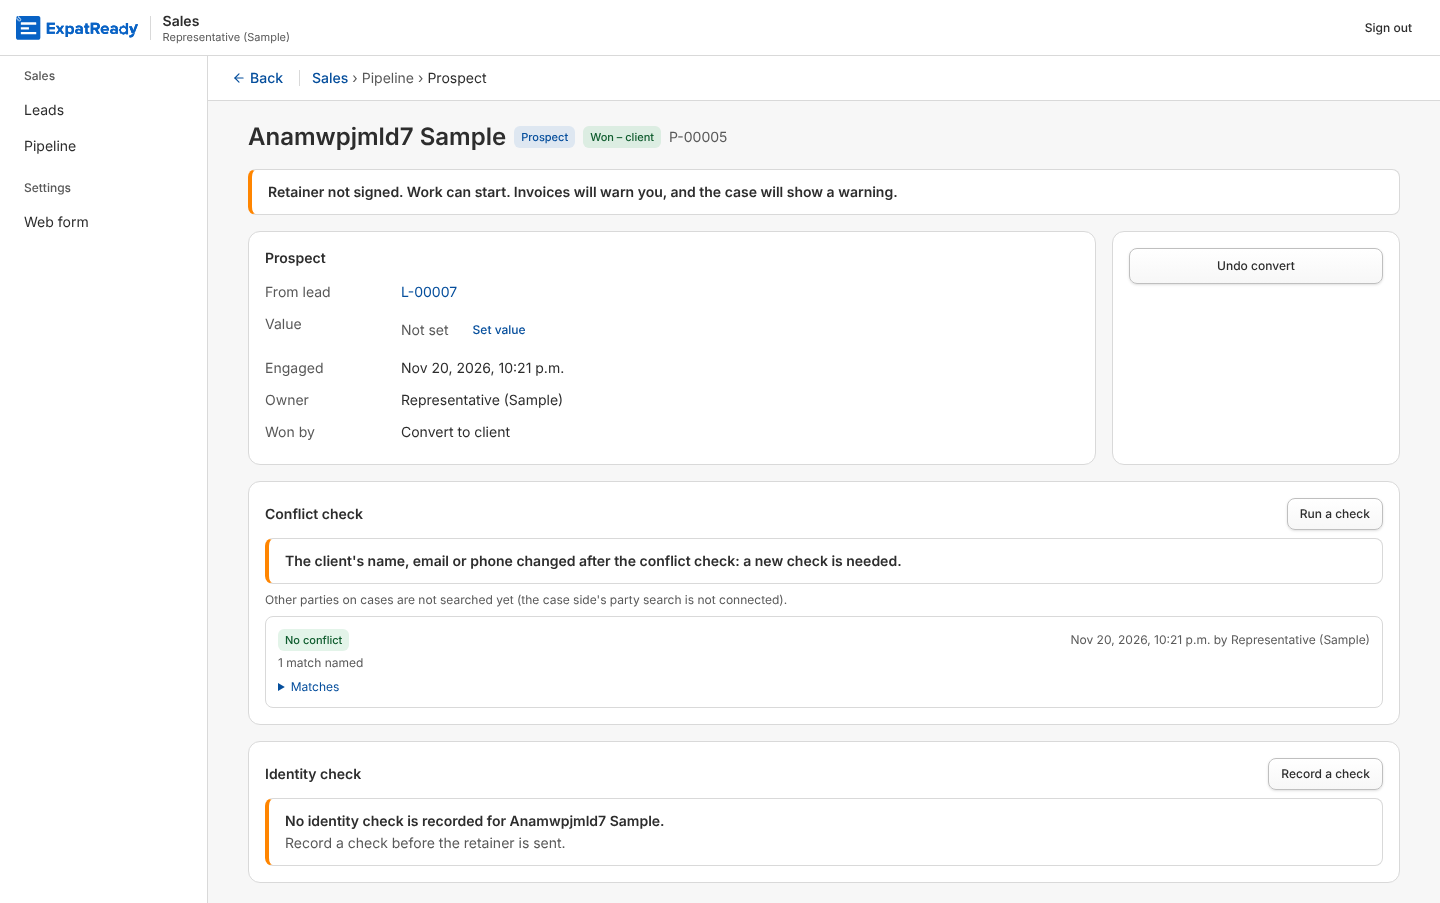 ExpatReady
Sales
Representative (Sample)
Sign out
Sales
Leads
Pipeline
Settings
Web form
← Back
Sales › Pipeline › Prospect
Anamwpjmld7 Sample Prospect Won – client P-00005
Retainer not signed. Work can start. Invoices will warn you, and the case will show a warning.
Prospect
From lead L-00007
Value Not set Set value
Engaged Nov 20, 2026, 10:21 p.m.
Owner Representative (Sample)
Won by Convert to client
Undo convert
Conflict check Run a check
The client's name, email or phone changed after the conflict check: a new check is needed.
Other parties on cases are not searched yet (the case side's party search is not connected).
No conflict Nov 20, 2026, 10:21 p.m. by Representative (Sample)
1 match named
Matches
Identity check Record a check
No identity check is recorded for Anamwpjmld7 Sample.
Record a check before the retainer is sent.